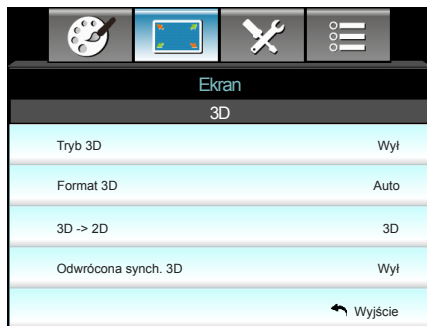 Ekran
3D
Tryb 3D Wył
Format 3D Auto
3D -> 2D 3D
Odwrócona synch. 3D Wył
Wyjście